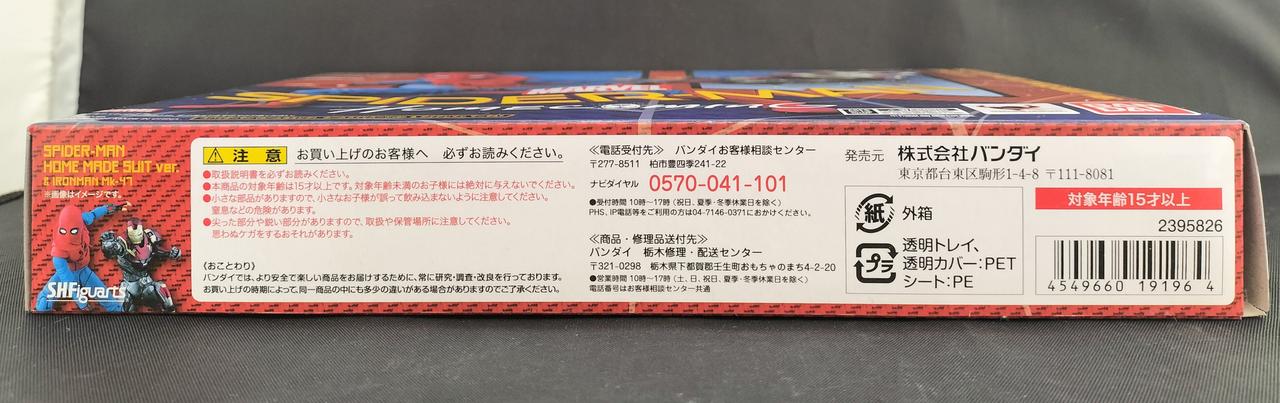 MARVEL
SPIDER-MAN
HOMECOMING
SPIDER-MAN
HOME MADE SUIT ver.
& IRONMAN Mk-47
※画像はイメージです。
S.H.Figuarts
注 意 お買い上げのお客様へ 必ずお読みください。
●取扱説明書を必ずお読みください。
●本商品の対象年齢は15才以上です。対象年齢未満のお子様には絶対に与えないでください。
●小さな部品がありますので、小さなお子様が誤って飲み込まないように注意してください。
窒息などの危険があります。
●尖った部分や鋭い部分がありますので、取扱や保管場所に注意してください。
思わぬケガをするおそれがあります。
《おことわり》
バンダイでは、より安全で楽しい商品をお届けするために、常に研究・調査・改良を行っております。
お買い上げの時期によって、同一商品の中にも多少の違いがある場合がありますのでご了承ください。
≪電話受付先≫ バンダイお客様相談センター
〒277-8511 柏市豊四季241-22
ナビダイヤル 0570-041-101
●受付時間 10時〜17時(祝日、夏季・冬季休業日を除く)
PHS、IP電話等をご利用の方は04-7146-0371におかけください。
≪商品・修理品送付先≫
バンダイ 栃木修理・配送センター
〒321-0298 栃木県下都賀郡壬生町おもちゃのまち4-2-20
●営業時間 10時〜17時(土、日、祝日、夏季・冬季休業日を除く)
電話番号はお客様相談センター共通
発売元 株式会社バンダイ
東京都台東区駒形1-4-8 〒111-8081
紙 外箱
プラ 透明トレイ、
透明カバー:PET
シート:PE
対象年齢15才以上
2395826
4 549660 191964